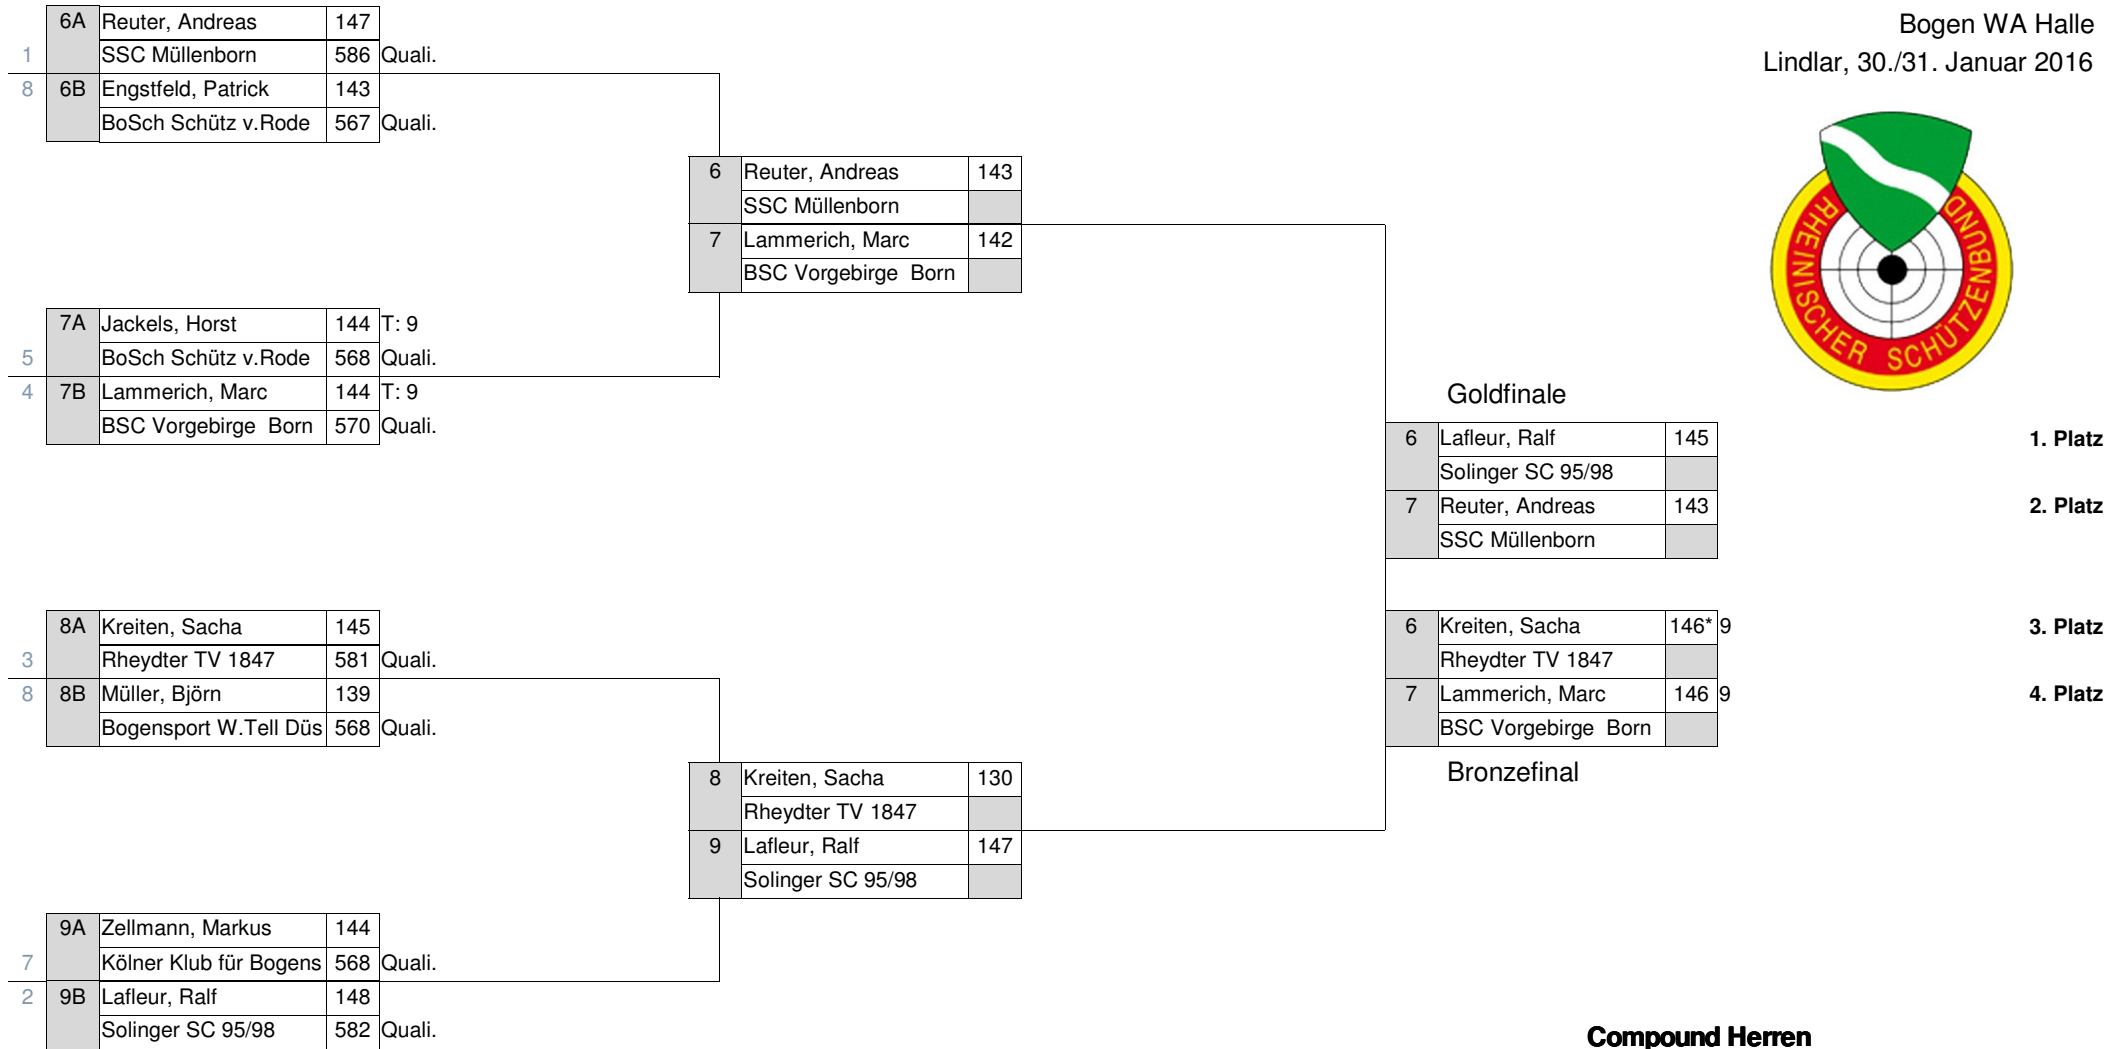 Bogen WA Halle
Lindlar, 30./31. Januar 2016
RHEINISCHER SCHÜTZENBUND
6A Reuter, Andreas 147
1 SSC Müllenborn 586 Quali.
8 6B Engstfeld, Patrick 143
BoSch Schütz v.Rode 567 Quali.
6 Reuter, Andreas 143
SSC Müllenborn
7 Lammerich, Marc 142
BSC Vorgebirge Born
7A Jackels, Horst 144 T: 9
5 BoSch Schütz v.Rode 568 Quali.
4 7B Lammerich, Marc 144 T: 9
BSC Vorgebirge Born 570 Quali.
Goldfinale
6 Lafleur, Ralf 145 1. Platz
Solinger SC 95/98
7 Reuter, Andreas 143 2. Platz
SSC Müllenborn
8A Kreiten, Sacha 145
3 Rheydter TV 1847 581 Quali.
8 8B Müller, Björn 139
Bogensport W.Tell Düs 568 Quali.
6 Kreiten, Sacha 146* 9 3. Platz
Rheydter TV 1847
7 Lammerich, Marc 146 9 4. Platz
BSC Vorgebirge Born
Bronzefinal
8 Kreiten, Sacha 130
Rheydter TV 1847
9 Lafleur, Ralf 147
Solinger SC 95/98
9A Zellmann, Markus 144
7 Kölner Klub für Bogens 568 Quali.
2 9B Lafleur, Ralf 148
Solinger SC 95/98 582 Quali.
Compound Herren